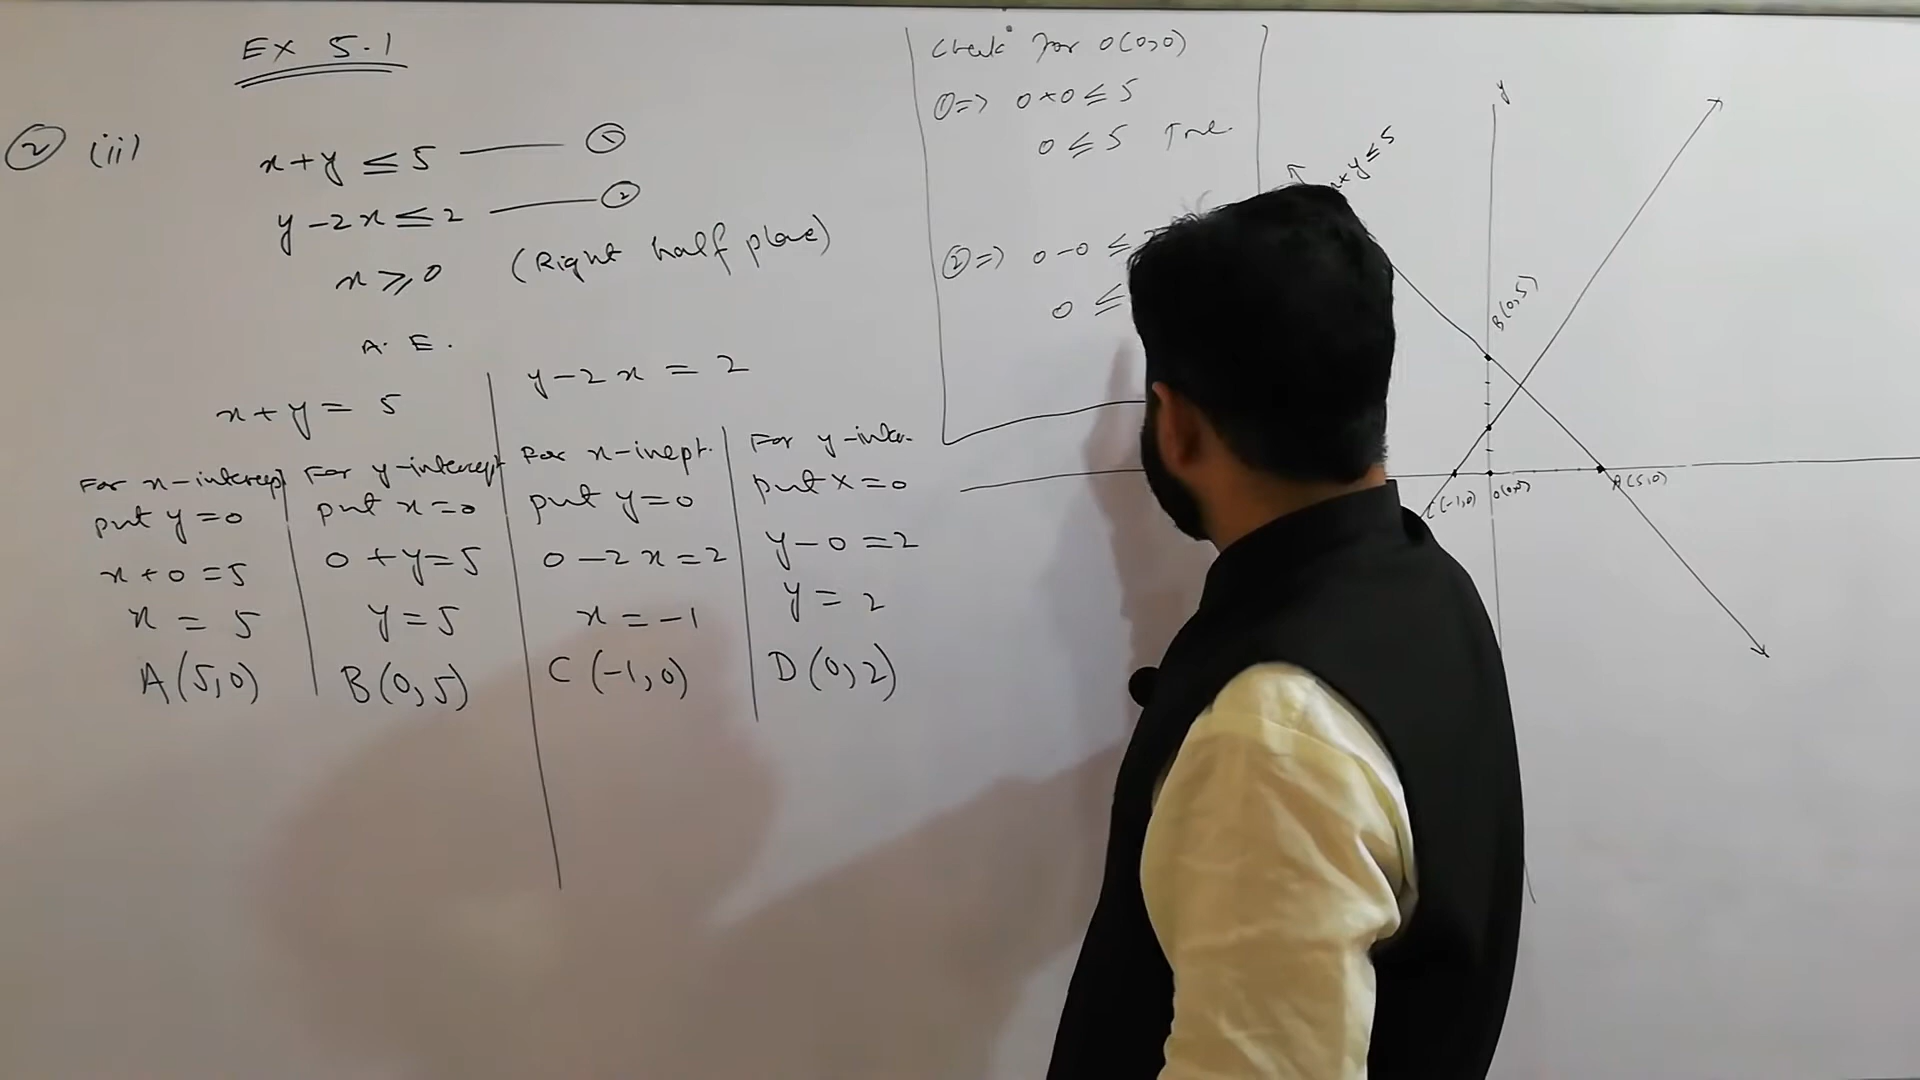 Ex 5.1
② (ii)
x+y ≤ 5 ——— ①
y-2x ≤ 2 ——— ②
x ≥ 0 (Right half plane)
A. E.
x+y = 5
For x-intercept
put y=0
x+0=5
x = 5
A(5,0)
For y-intercept
put x=0
0+y=5
y=5
B(0,5)
y-2x = 2
For x-inept.
put y=0
0-2x=2
x=-1
C(-1,0)
For y-inter-
put x=0
y-0=2
y=2
D(0,2)
Check for O(0,0)
①=> 0+0 ≤ 5
0 ≤ 5 True.
②=> 0-0 ≤
0 ≤
x+y≤5
y
B(0,5)
C(-1,0)
O(0,0)
A(5,0)